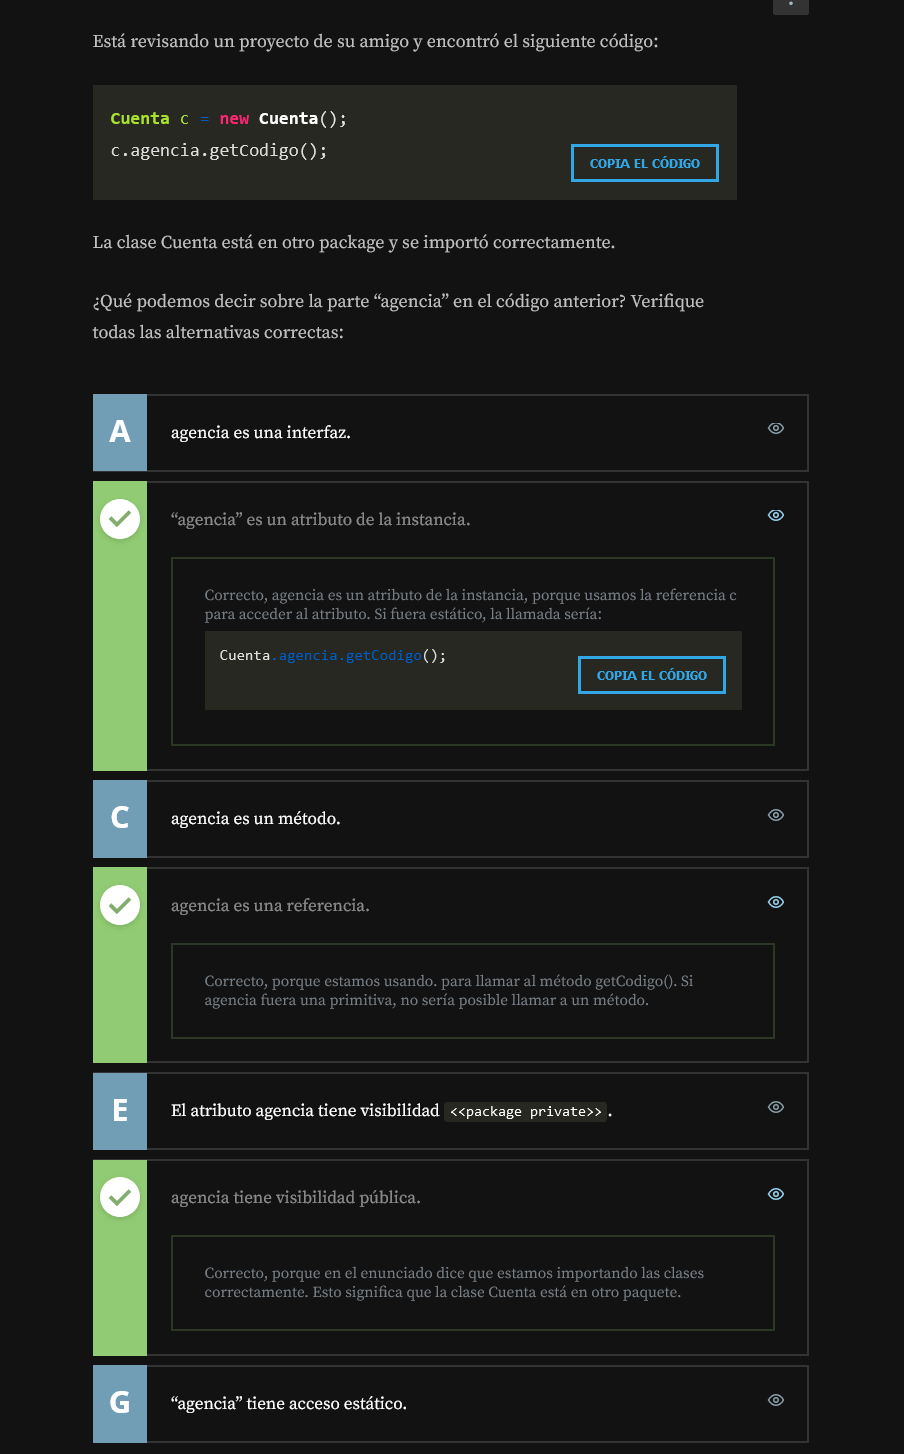 Está revisando un proyecto de su amigo y encontró el siguiente código:
Cuenta c = new Cuenta();
c.agencia.getCodigo();
COPIA EL CÓDIGO
La clase Cuenta está en otro package y se importó correctamente.
¿Qué podemos decir sobre la parte “agencia” en el código anterior? Verifique
todas las alternativas correctas:
A
agencia es una interfaz.
“agencia” es un atributo de la instancia.
Correcto, agencia es un atributo de la instancia, porque usamos la referencia c
para acceder al atributo. Si fuera estático, la llamada sería:
Cuenta.agencia.getCodigo();
COPIA EL CÓDIGO
C
agencia es un método.
agencia es una referencia.
Correcto, porque estamos usando. para llamar al método getCodigo(). Si
agencia fuera una primitiva, no sería posible llamar a un método.
E
El atributo agencia tiene visibilidad <<package private>>.
agencia tiene visibilidad pública.
Correcto, porque en el enunciado dice que estamos importando las clases
correctamente. Esto significa que la clase Cuenta está en otro paquete.
G
“agencia” tiene acceso estático.